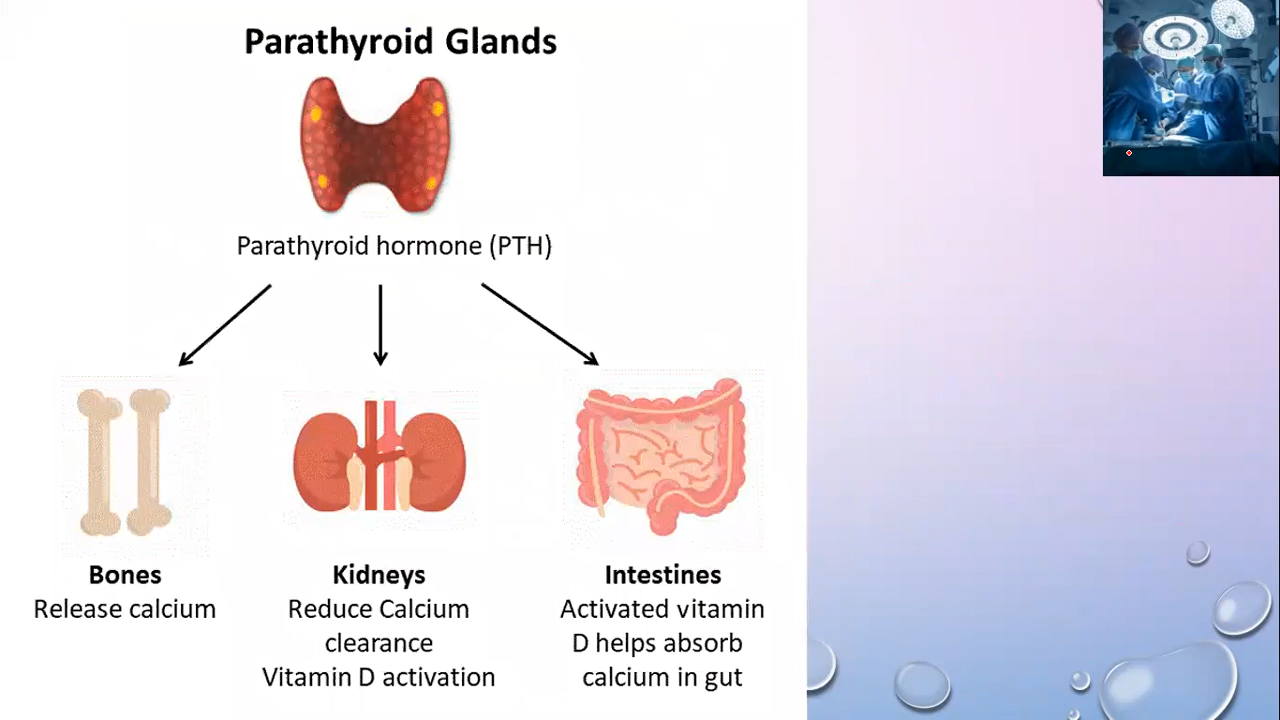 Parathyroid Glands
Parathyroid hormone (PTH)
Bones
Release calcium
Kidneys
Reduce Calcium
clearance
Vitamin D activation
Intestines
Activated vitamin
D helps absorb
calcium in gut